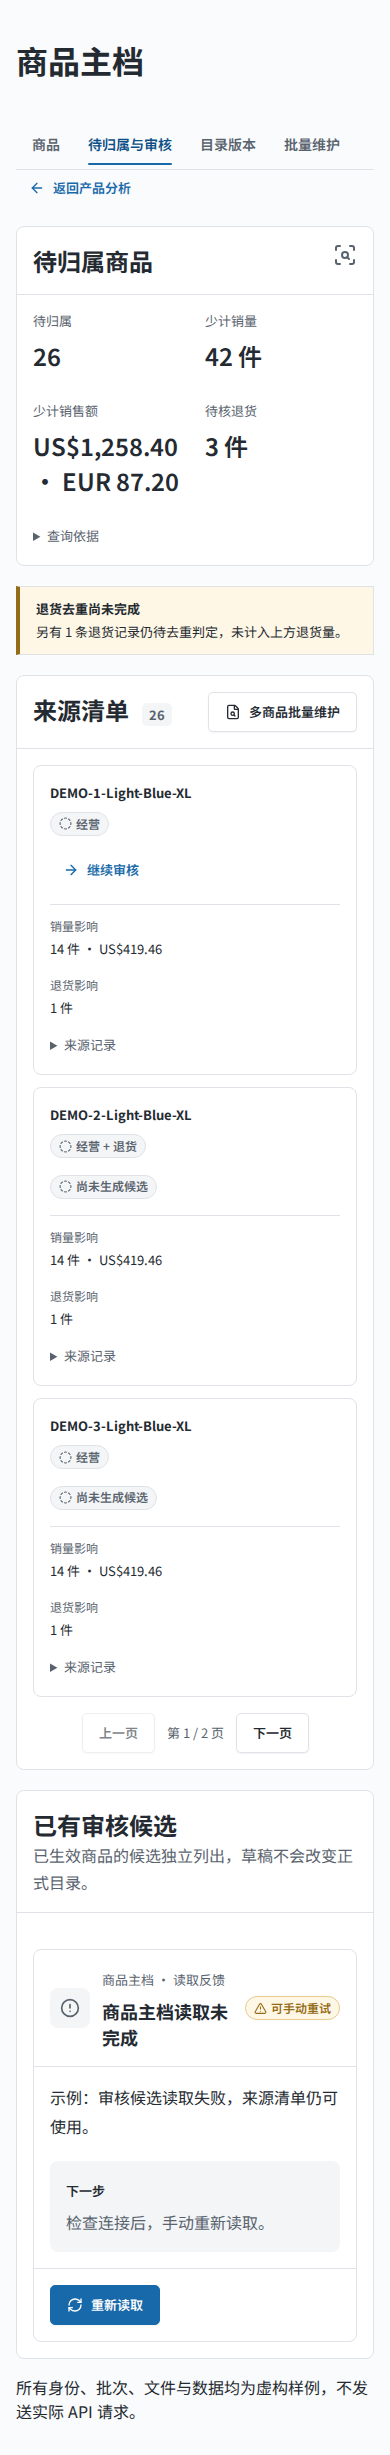 商品主档
商品 待归属与审核 目录版本 批量维护
返回产品分析
待归属商品
待归属 少计销量
26 42 件
少计销售额 待核退货
US$1,258.40 3 件
• EUR 87.20
查询依据
退货去重尚未完成
另有 1 条退货记录仍待去重判定，未计入上方退货量。
来源清单 26 多商品批量维护
DEMO-1-Light-Blue-XL
经营
继续审核
销量影响
14 件 • US$419.46
退货影响
1 件
来源记录
DEMO-2-Light-Blue-XL
经营 + 退货
尚未生成候选
销量影响
14 件 • US$419.46
退货影响
1 件
来源记录
DEMO-3-Light-Blue-XL
经营
尚未生成候选
销量影响
14 件 • US$419.46
退货影响
1 件
来源记录
上一页 第 1 / 2 页 下一页
已有审核候选
已生效商品的候选独立列出，草稿不会改变正
式目录。
商品主档 • 读取反馈
商品主档读取未
完成
可手动重试
示例：审核候选读取失败，来源清单仍可
使用。
下一步
检查连接后，手动重新读取。
重新读取
所有身份、批次、文件与数据均为虚构样例，不发
送实际 API 请求。